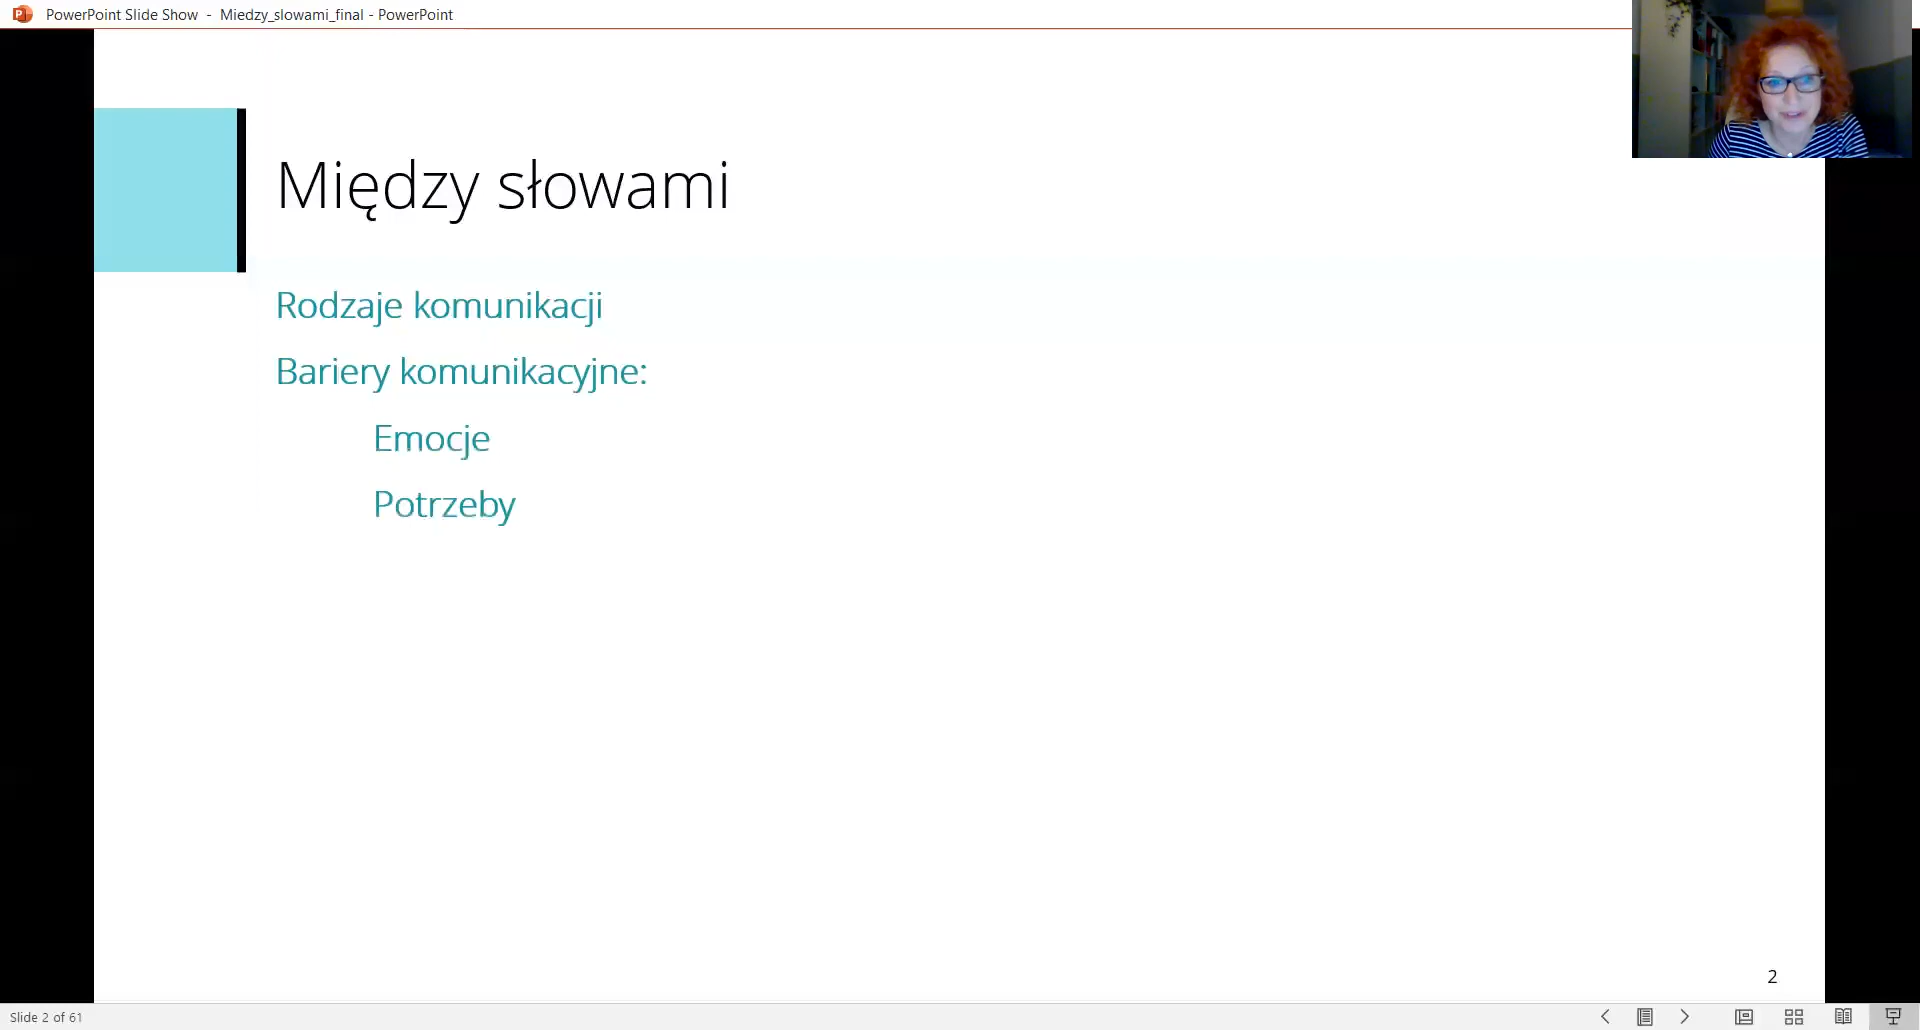 PowerPoint Slide Show - Miedzy_slowami_final - PowerPoint
Między słowami
Rodzaje komunikacji
Bariery komunikacyjne:
Emocje
Potrzeby
2
Slide 2 of 61